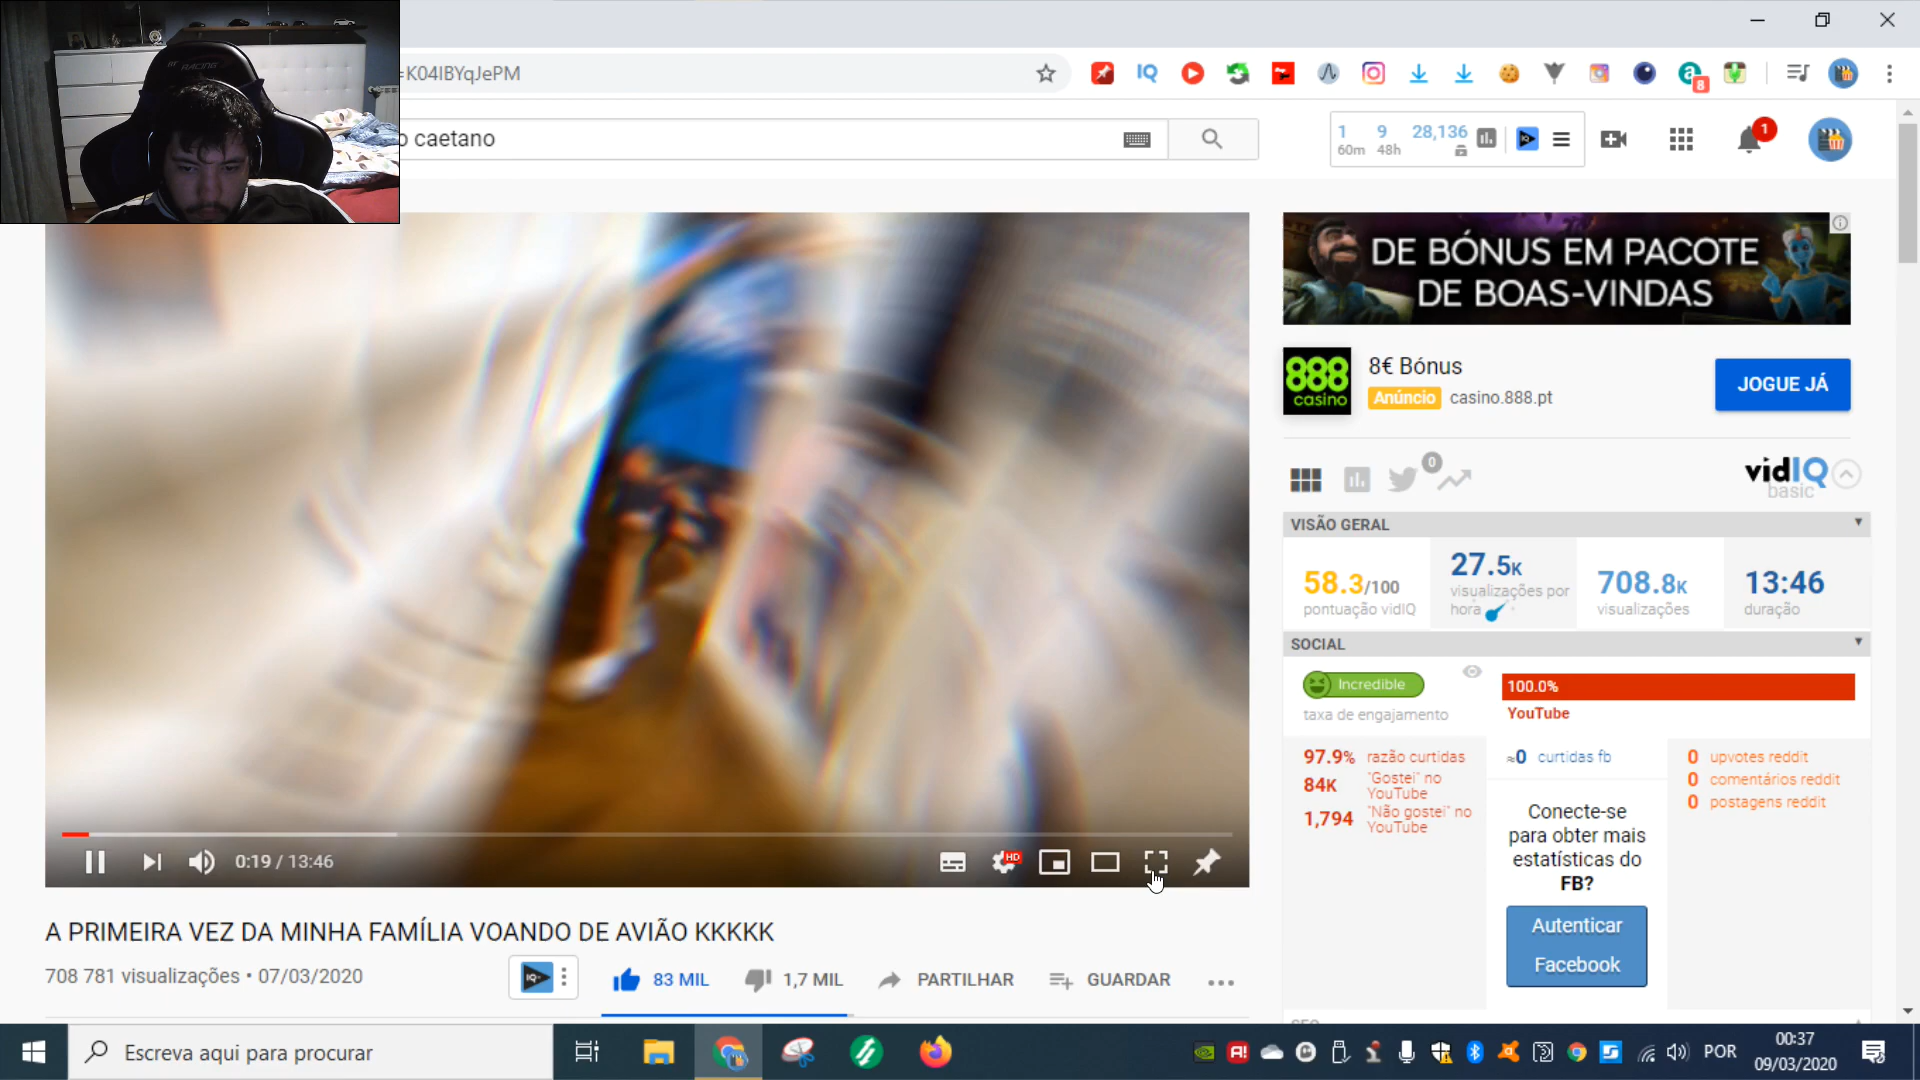 =K04IBYqJePM
IQ
8
RACING
o caetano
1 9 28,136
60m 48h
1
DE BÓNUS EM PACOTE
DE BOAS-VINDAS
888
casino
8€ Bónus
Anúncio casino.888.pt
JOGUE JÁ
0
vidIQ
basic
VISÃO GERAL
58.3/100
pontuação vidIQ
27.5K
visualizações por
hora
708.8K
visualizações
13:46
duração
SOCIAL
Incredible
taxa de engajamento
100.0%
YouTube
97.9% razão curtidas
84K "Gostei" no
YouTube
1,794 "Não gostei" no
YouTube
≈0 curtidas fb
Conecte-se
para obter mais
estatísticas do
FB?
Autenticar
Facebook
0 upvotes reddit
0 comentários reddit
0 postagens reddit
0:19 / 13:46
HD
A PRIMEIRA VEZ DA MINHA FAMÍLIA VOANDO DE AVIÃO KKKKK
708 781 visualizações • 07/03/2020
IQ
83 MIL
1,7 MIL
PARTILHAR
GUARDAR
SEO
Escreva aqui para procurar
POR
00:37
09/03/2020